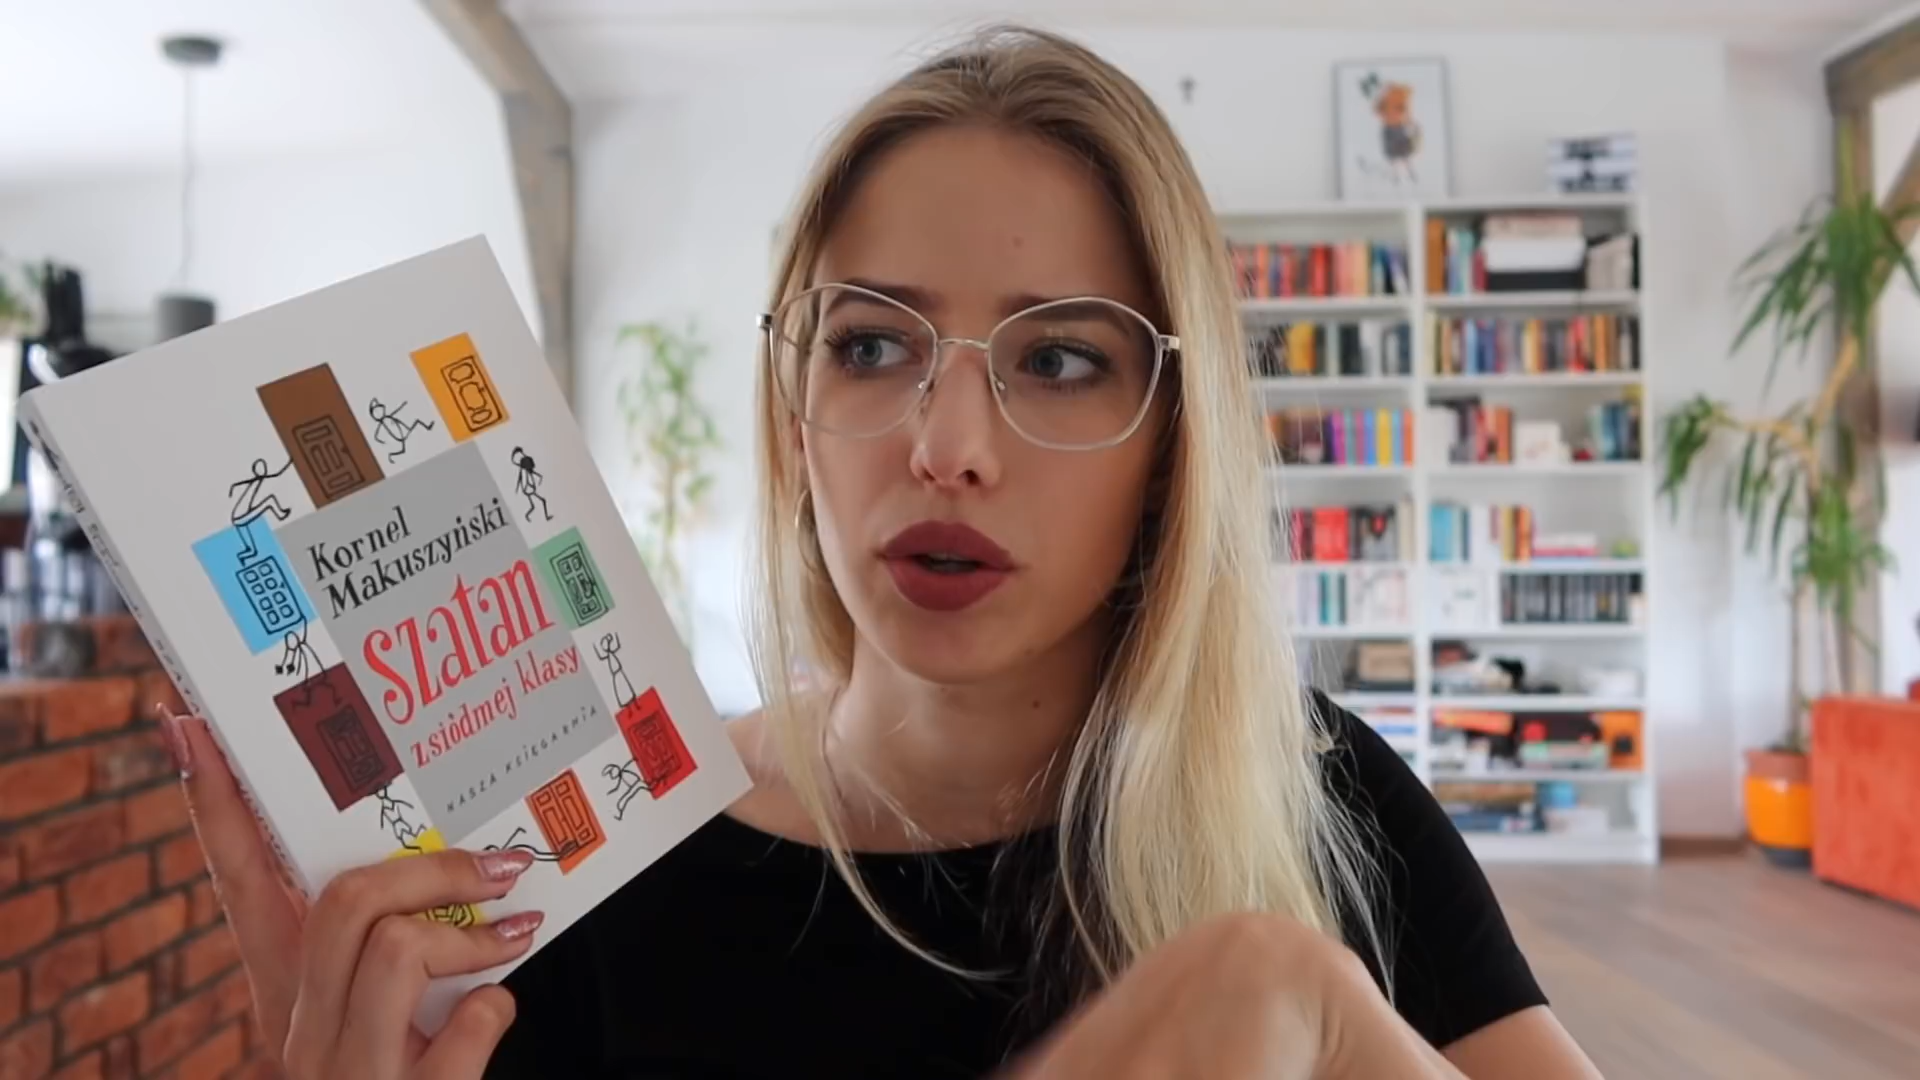 Kornel
Makuszyński
szatan
z siódmej klasy
NASZA KSIĘGARNIA